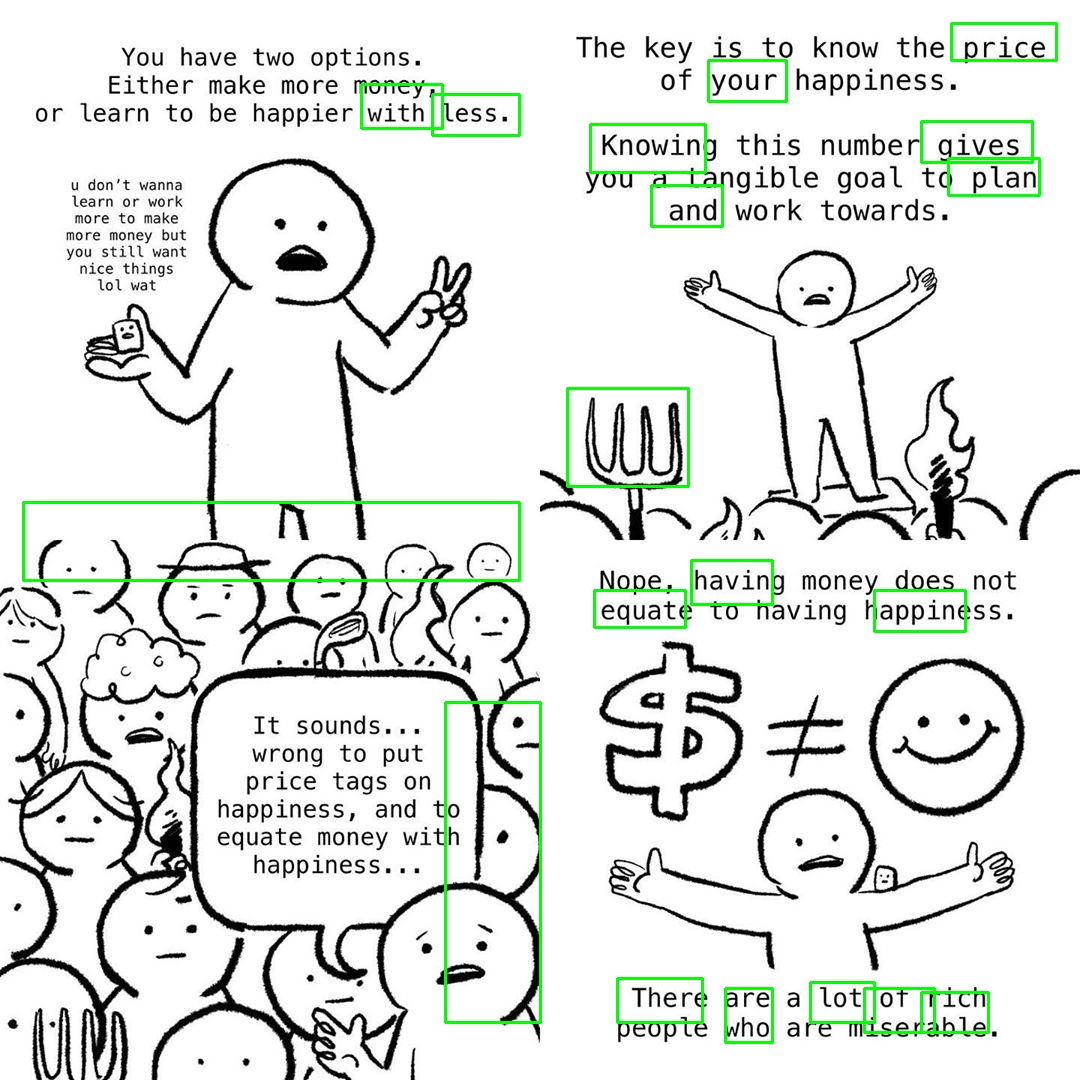 You have two options.
Either make more money,
or learn to be happier with less.
u don't wanna
learn or work
more to make
more money but
you still want
nice things
lol wat
The key is to know the price
of your happiness.
Knowing this number gives
you a tangible goal to plan
and work towards.
It sounds...
wrong to put
price tags on
happiness, and to
equate money with
happiness...
Nope, having money does not
equate to having happiness.
$ ≠
There are a lot of rich
people who are miserable.